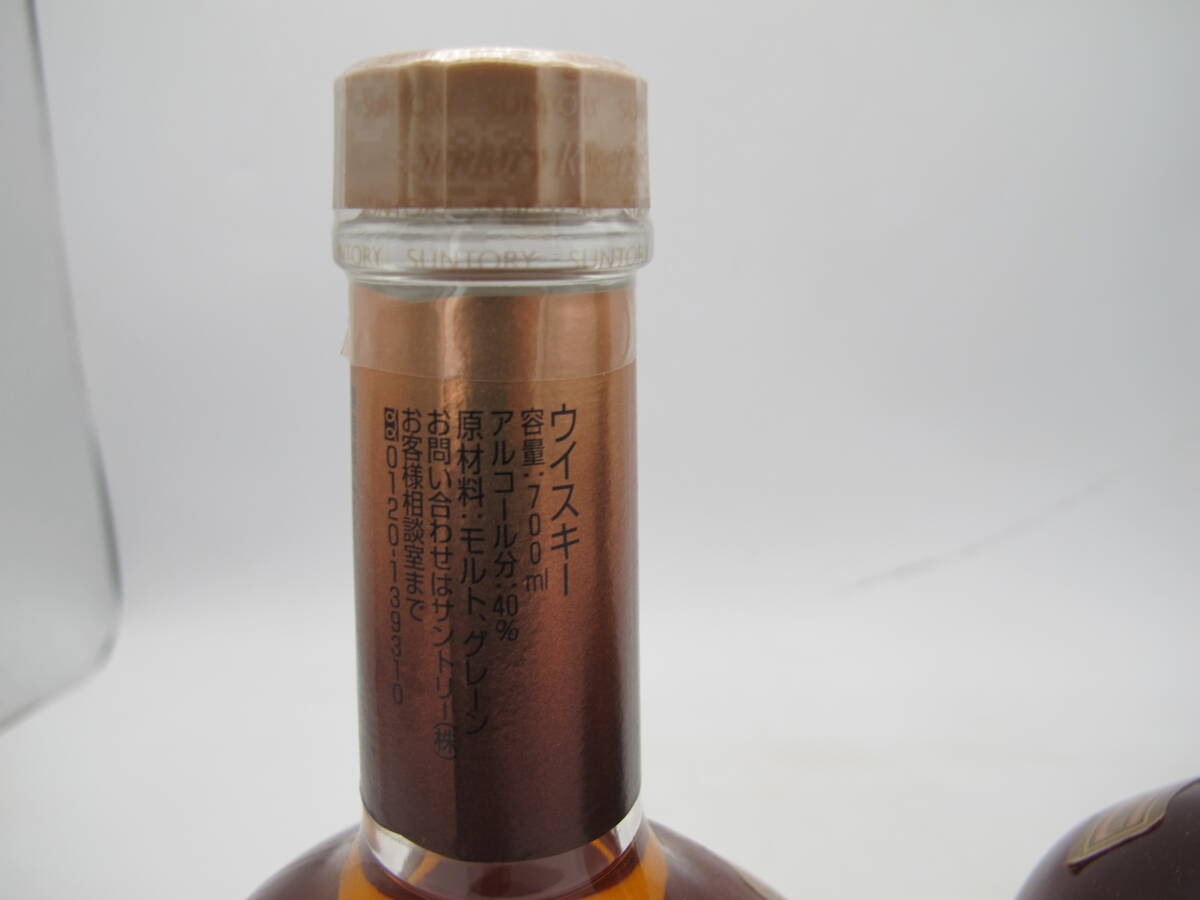 SUNTORY SUNTORY
SUNTORY
ウイスキー
容量:700ml
アルコール分:40%
原材料:モルト、グレーン
お問い合わせはサントリー(株)
お客様相談室まで
0120-139310